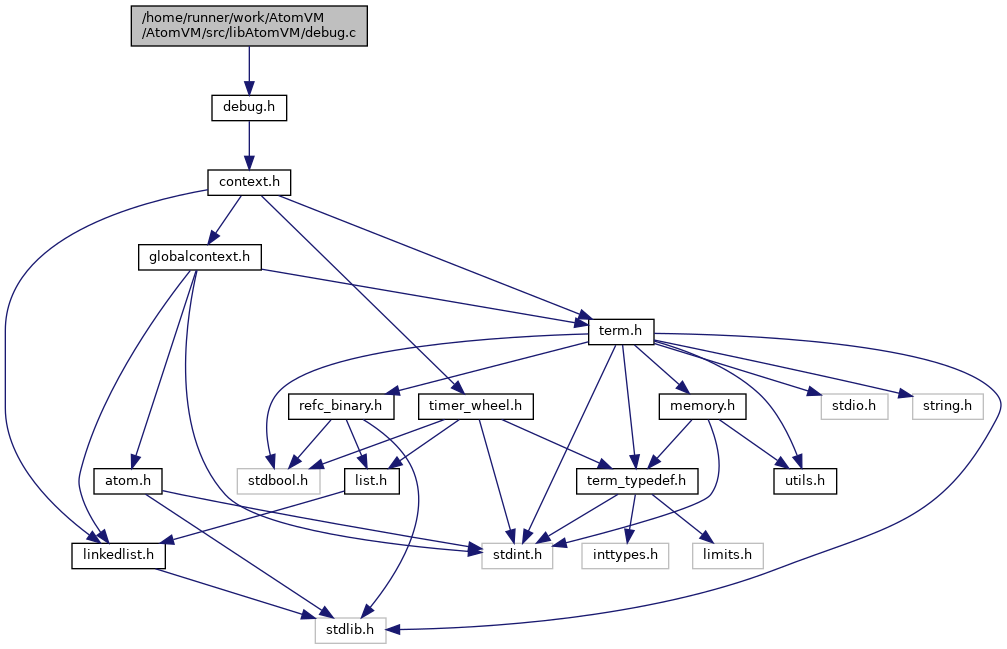 /home/runner/work/AtomVM
/AtomVM/src/libAtomVM/debug.c
debug.h
context.h
globalcontext.h
term.h
refc_binary.h
timer_wheel.h
memory.h
stdio.h
string.h
atom.h
stdbool.h
list.h
term_typedef.h
utils.h
linkedlist.h
stdint.h
inttypes.h
limits.h
stdlib.h